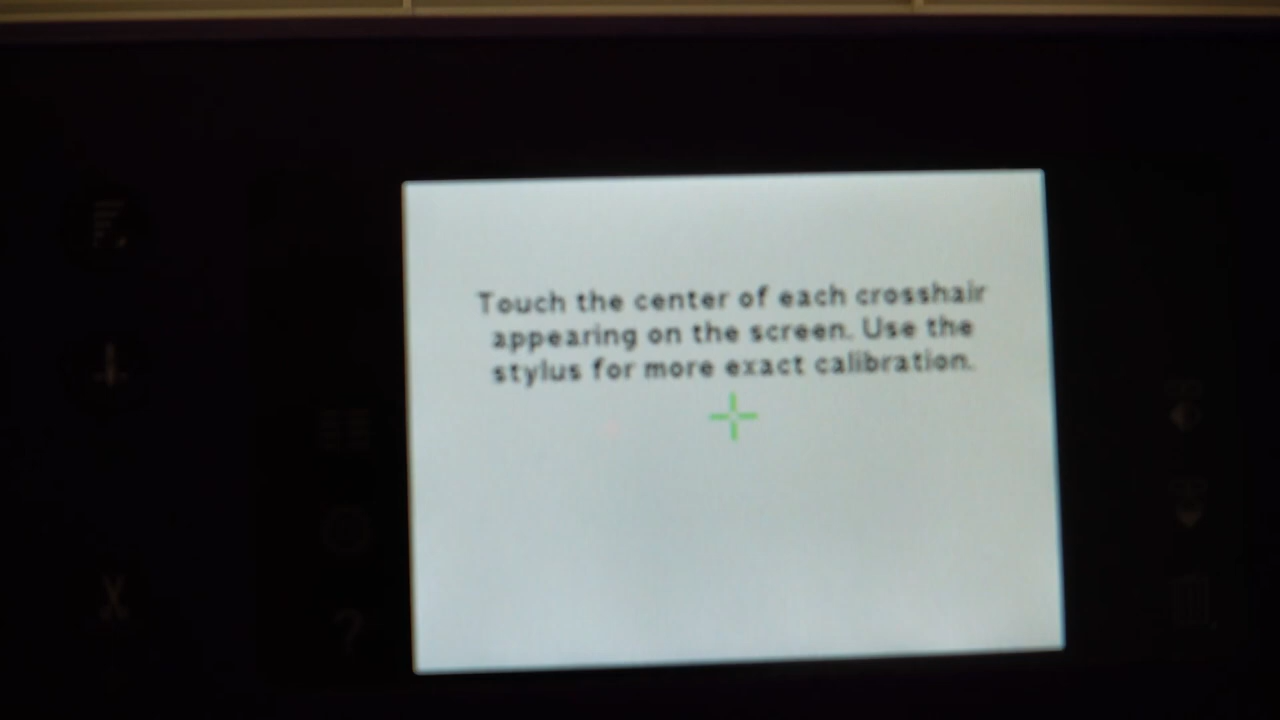 Touch the center of each crosshair
appearing on the screen. Use the
stylus for more exact calibration.
?